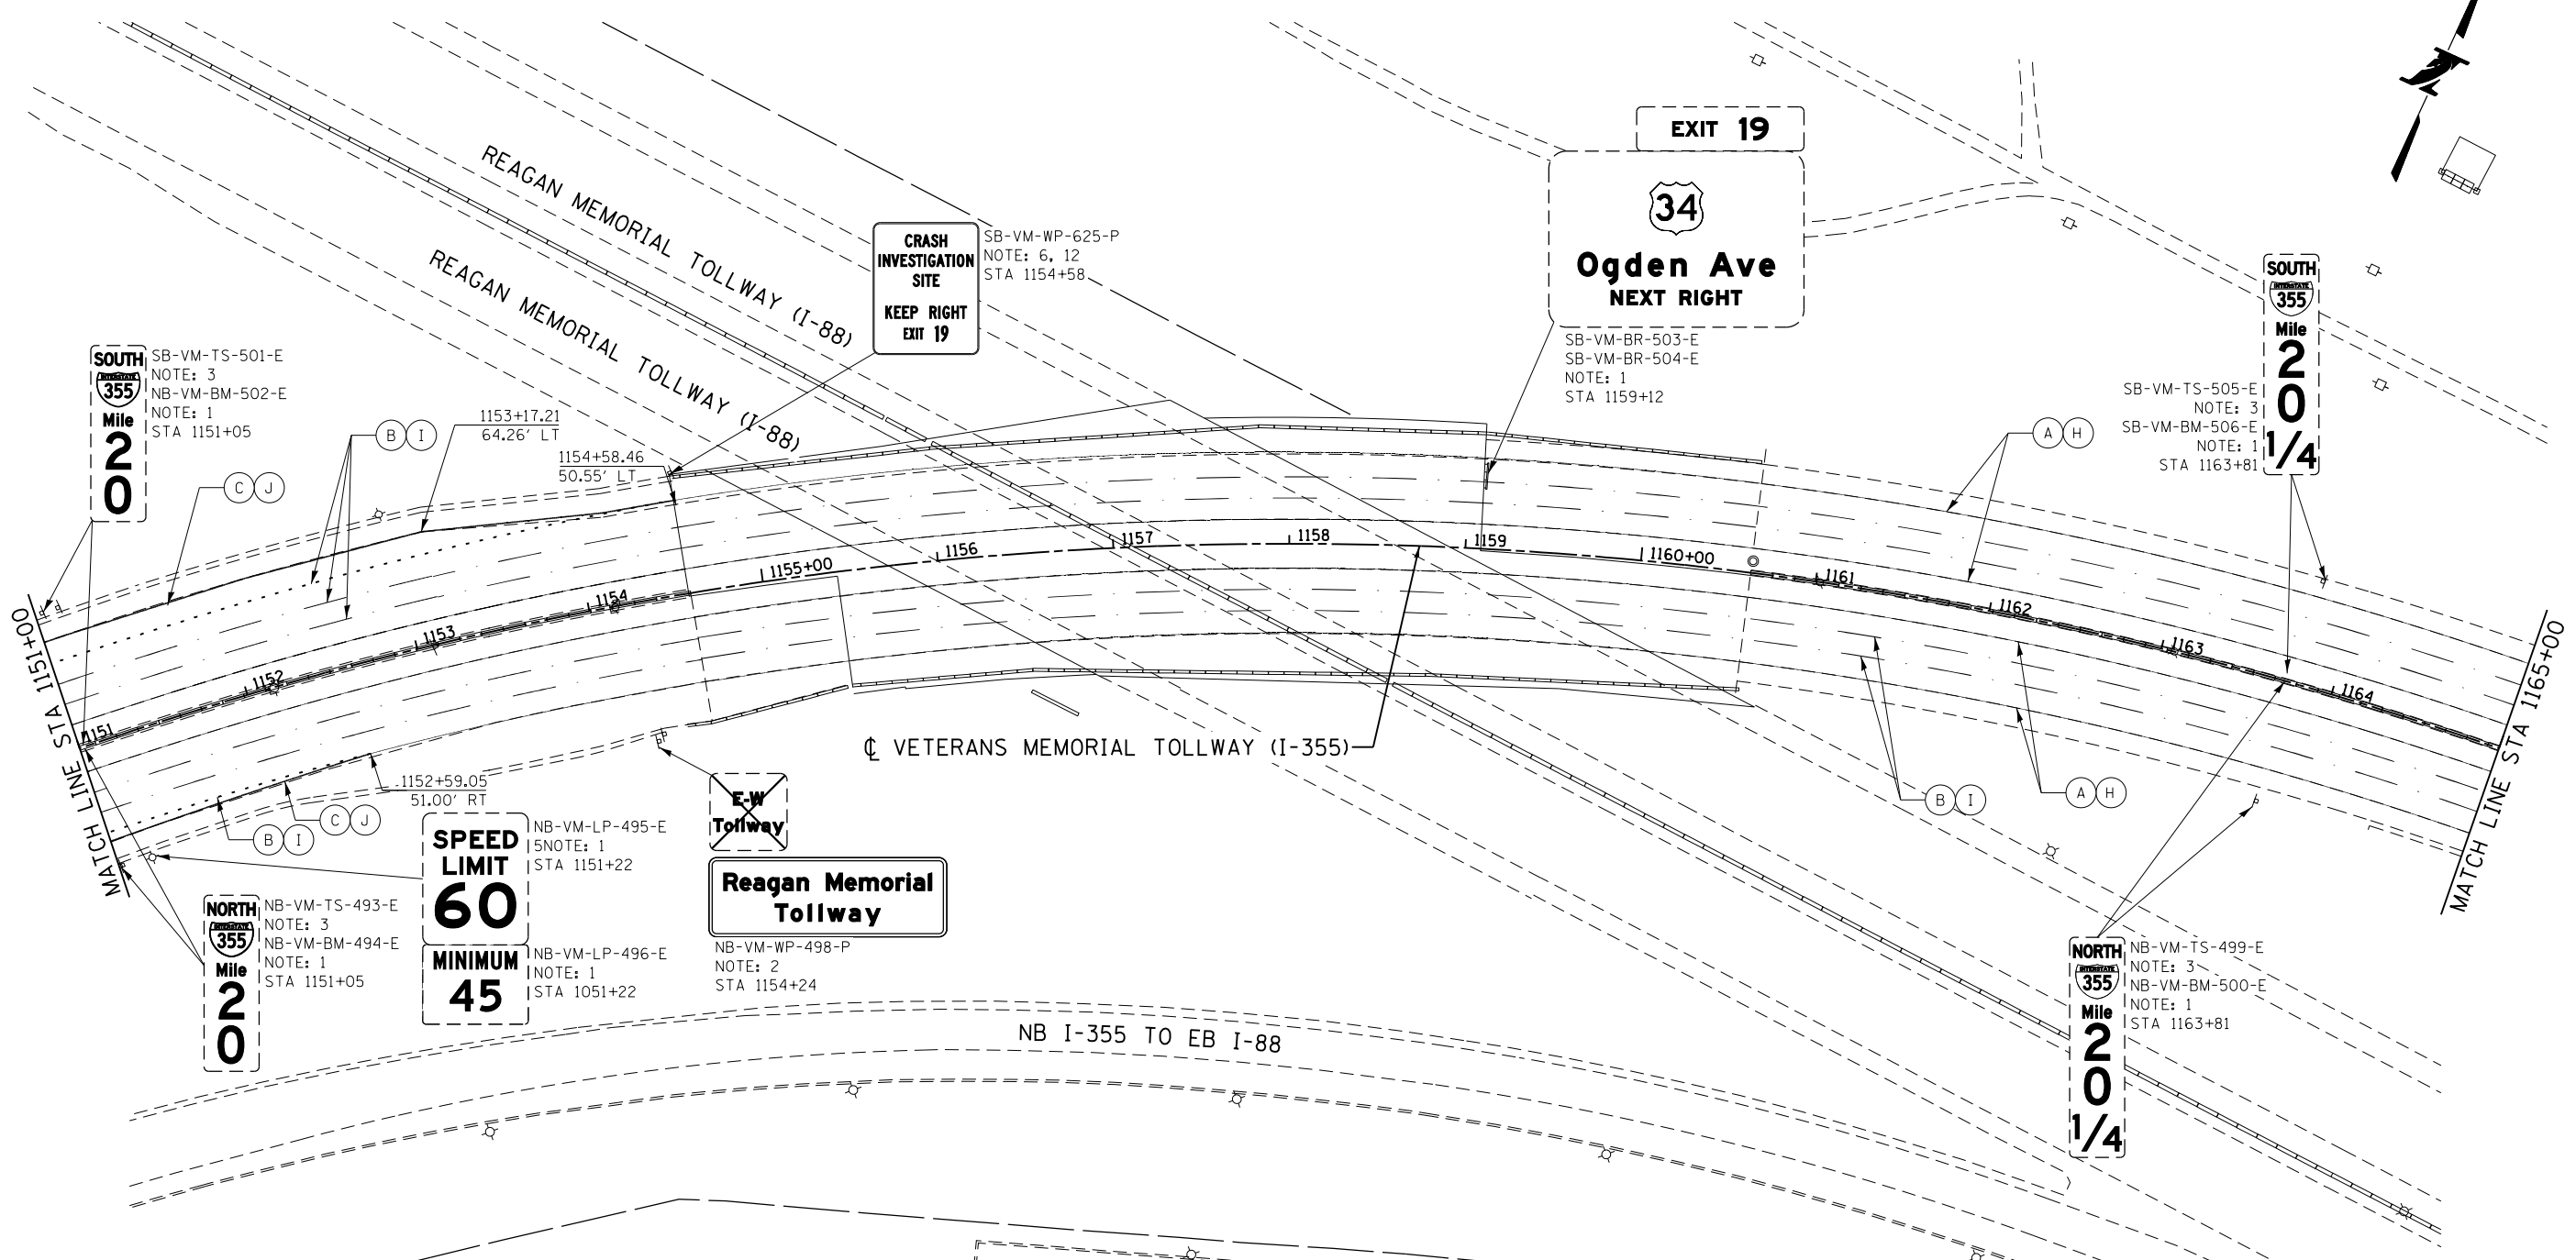 EXIT 19
34
Ogden Ave
NEXT RIGHT
SB-VM-BR-503-E
SB-VM-BR-504-E
NOTE: 1
STA 1159+12
REAGAN MEMORIAL TOLLWAY (I-88)
REAGAN MEMORIAL TOLLWAY (I-88)
CRASH
INVESTIGATION
SITE
KEEP RIGHT
EXIT 19
SB-VM-WP-625-P
NOTE: 6, 12
STA 1154+58
SOUTH
INTERSTATE
355
Mile
2
0
1/4
SB-VM-TS-505-E
NOTE: 3
SB-VM-BM-506-E
NOTE: 1
STA 1163+81
SOUTH
INTERSTATE
355
Mile
2
0
SB-VM-TS-501-E
NOTE: 3
NB-VM-BM-502-E
NOTE: 1
STA 1151+05
C J
B I
1153+17.21
64.26' LT
1154+58.46
50.55' LT
A H
MATCH LINE STA 1151+00
1151
1152
1153
1154
1155+00
1156
1157
1158
1159
1160+00
1161
1162
1163
1164
MATCH LINE STA 1165+00
℄ VETERANS MEMORIAL TOLLWAY (I-355)
B I
A H
1152+59.05
51.00' RT
B I
C J
SPEED
LIMIT
60
NB-VM-LP-495-E
5NOTE: 1
STA 1151+22
MINIMUM
45
NB-VM-LP-496-E
NOTE: 1
STA 1051+22
E-W
Tollway
Reagan Memorial
Tollway
NB-VM-WP-498-P
NOTE: 2
STA 1154+24
NORTH
INTERSTATE
355
Mile
2
0
NB-VM-TS-493-E
NOTE: 3
NB-VM-BM-494-E
NOTE: 1
STA 1151+05
NORTH
INTERSTATE
355
Mile
2
0
1/4
NB-VM-TS-499-E
NOTE: 3
NB-VM-BM-500-E
NOTE: 1
STA 1163+81
NB I-355 TO EB I-88